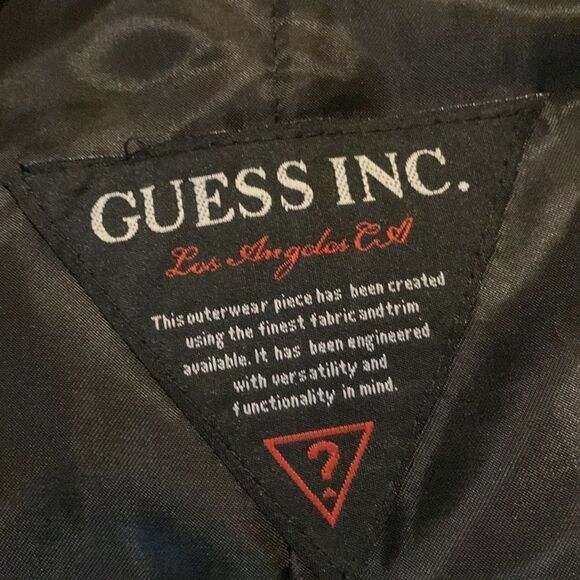 GUESS INC.
Los Angeles CA
This outerwear piece has been created
using the finest fabric and trim
available. It has been engineered
with versatility and
functionality in mind.
?